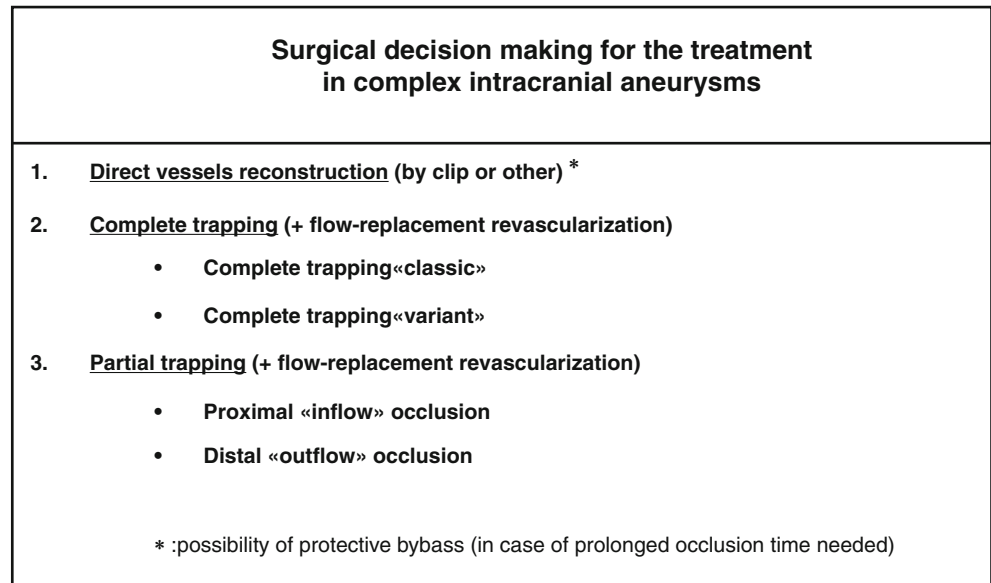 Surgical decision making for the treatment
in complex intracranial aneurysms
1. Direct vessels reconstruction (by clip or other) *
2. Complete trapping (+ flow-replacement revascularization)
• Complete trapping«classic»
• Complete trapping«variant»
3. Partial trapping (+ flow-replacement revascularization)
• Proximal «inflow» occlusion
• Distal «outflow» occlusion
* :possibility of protective bybass (in case of prolonged occlusion time needed)